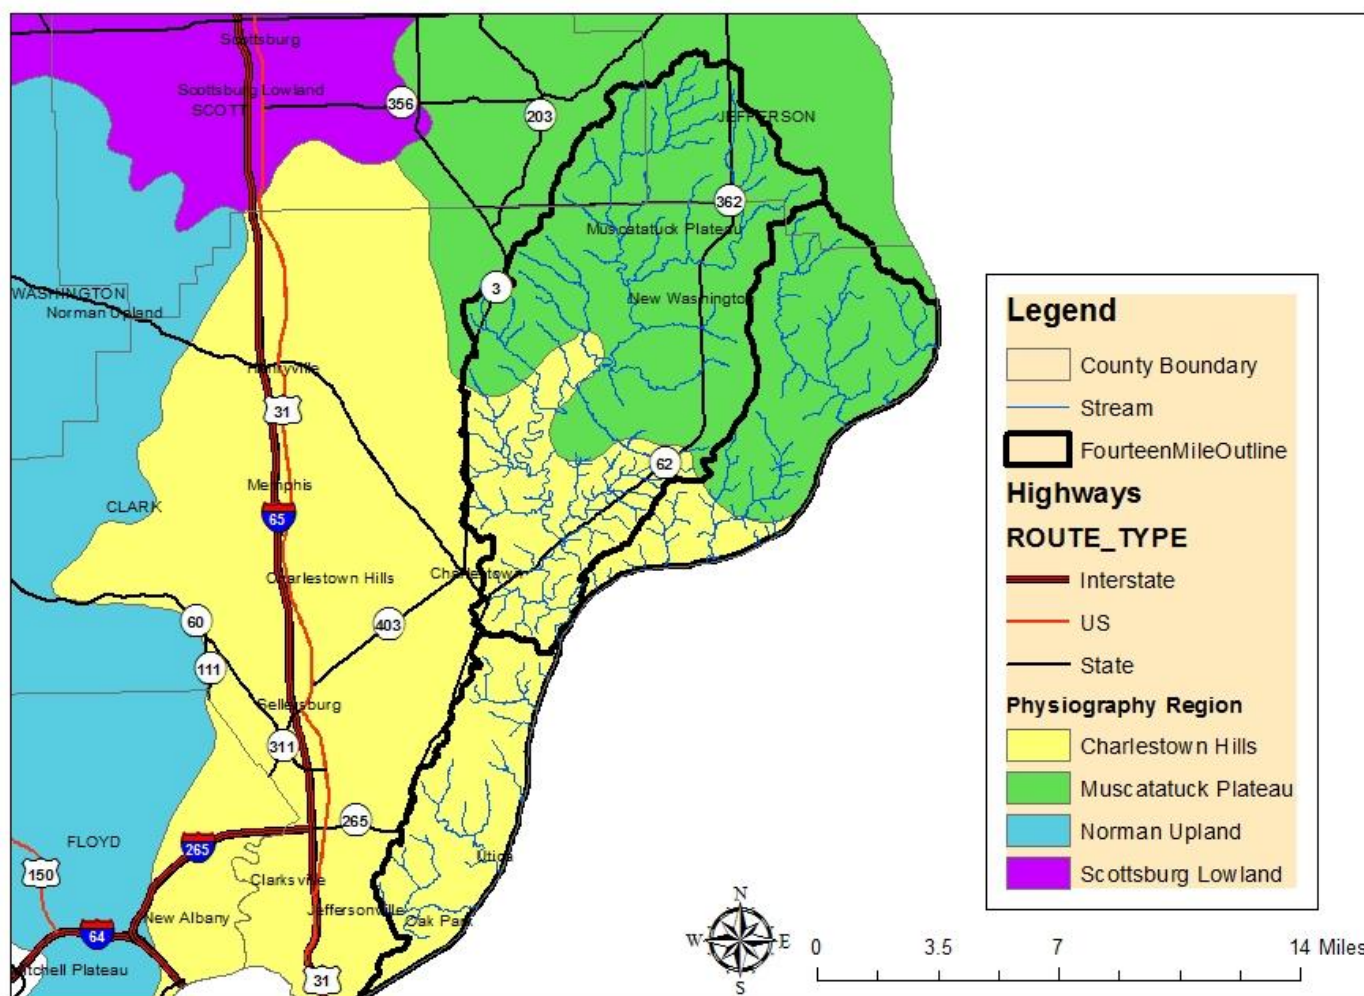 Scottsburg
Scottsburg Lowland
SCOTT
356
203
JEFFERSON
362
Muscatatuck Plateau
3
New Washington
WASHINGTON
Norman Upland
Henryville
31
62
Memphis
CLARK
65
Charlestown Hills
Charlestown
60
403
111
Sellersburg
311
265
FLOYD
265
150
Utica
Clarksville
New Albany
Jeffersonville
Oak Park
64
itchell Plateau
31
Legend
County Boundary
Stream
FourteenMileOutline
Highways
ROUTE_TYPE
Interstate
US
State
Physiography Region
Charlestown Hills
Muscatatuck Plateau
Norman Upland
Scottsburg Lowland
N
W E
S
0 3.5 7 14 Miles